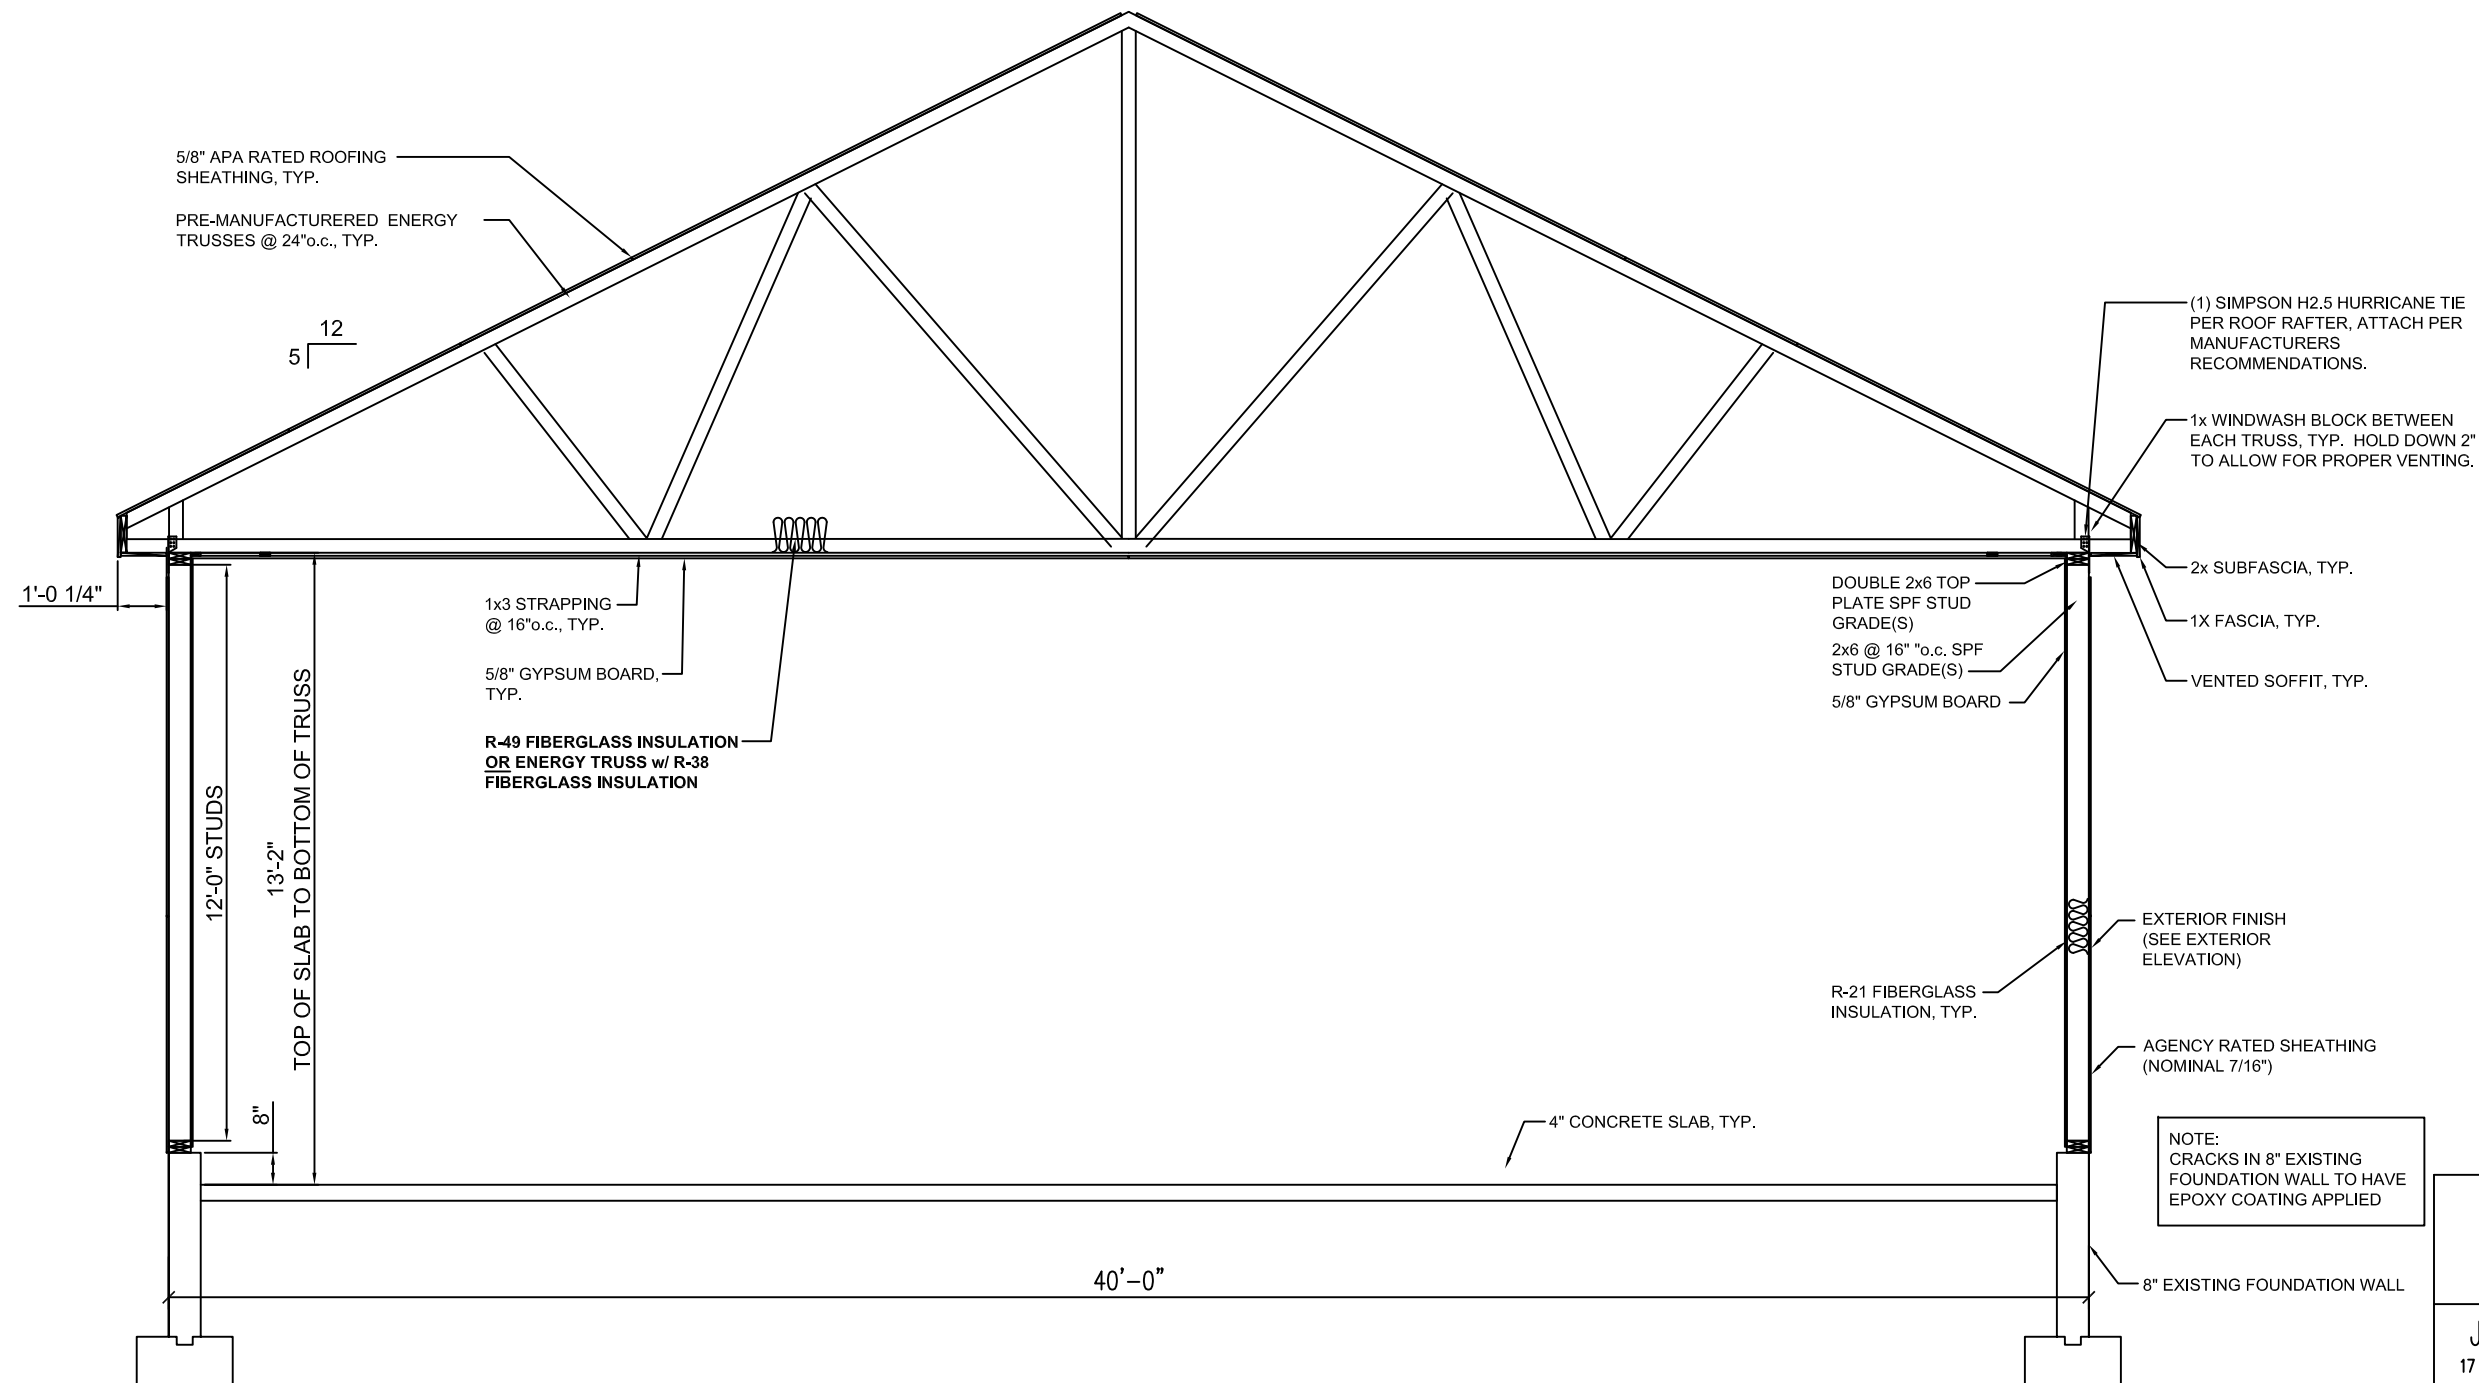 5/8" APA RATED ROOFING
SHEATHING, TYP.
PRE-MANUFACTURERED ENERGY
TRUSSES @ 24"o.c., TYP.
12
5
(1) SIMPSON H2.5 HURRICANE TIE
PER ROOF RAFTER, ATTACH PER
MANUFACTURERS
RECOMMENDATIONS.
1x WINDWASH BLOCK BETWEEN
EACH TRUSS, TYP. HOLD DOWN 2"
TO ALLOW FOR PROPER VENTING.
2x SUBFASCIA, TYP.
1X FASCIA, TYP.
VENTED SOFFIT, TYP.
1'-0 1/4"
1x3 STRAPPING
@ 16"o.c., TYP.
5/8" GYPSUM BOARD,
TYP.
R-49 FIBERGLASS INSULATION
OR ENERGY TRUSS w/ R-38
FIBERGLASS INSULATION
DOUBLE 2x6 TOP
PLATE SPF STUD
GRADE(S)
2x6 @ 16" "o.c. SPF
STUD GRADE(S)
5/8" GYPSUM BOARD
12'-0" STUDS
13'-2"
TOP OF SLAB TO BOTTOM OF TRUSS
8"
EXTERIOR FINISH
(SEE EXTERIOR
ELEVATION)
R-21 FIBERGLASS
INSULATION, TYP.
AGENCY RATED SHEATHING
(NOMINAL 7/16")
4" CONCRETE SLAB, TYP.
NOTE:
CRACKS IN 8" EXISTING
FOUNDATION WALL TO HAVE
EPOXY COATING APPLIED
40'-0"
8" EXISTING FOUNDATION WALL
17